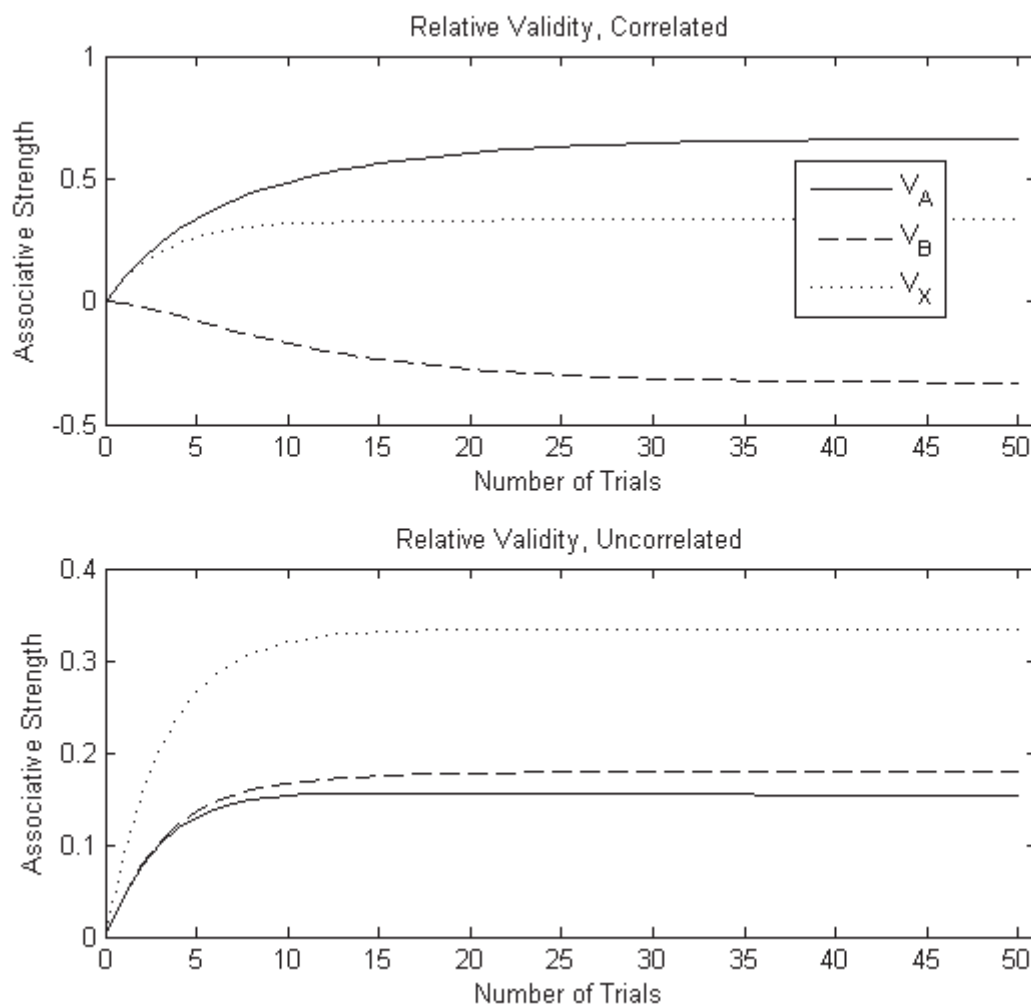 Relative Validity, Correlated
1
0.5
0
-0.5
Associative Strength
V_A
V_B
V_X
0 5 10 15 20 25 30 35 40 45 50
Number of Trials
Relative Validity, Uncorrelated
0.4
0.3
0.2
0.1
0
Associative Strength
0 5 10 15 20 25 30 35 40 45 50
Number of Trials